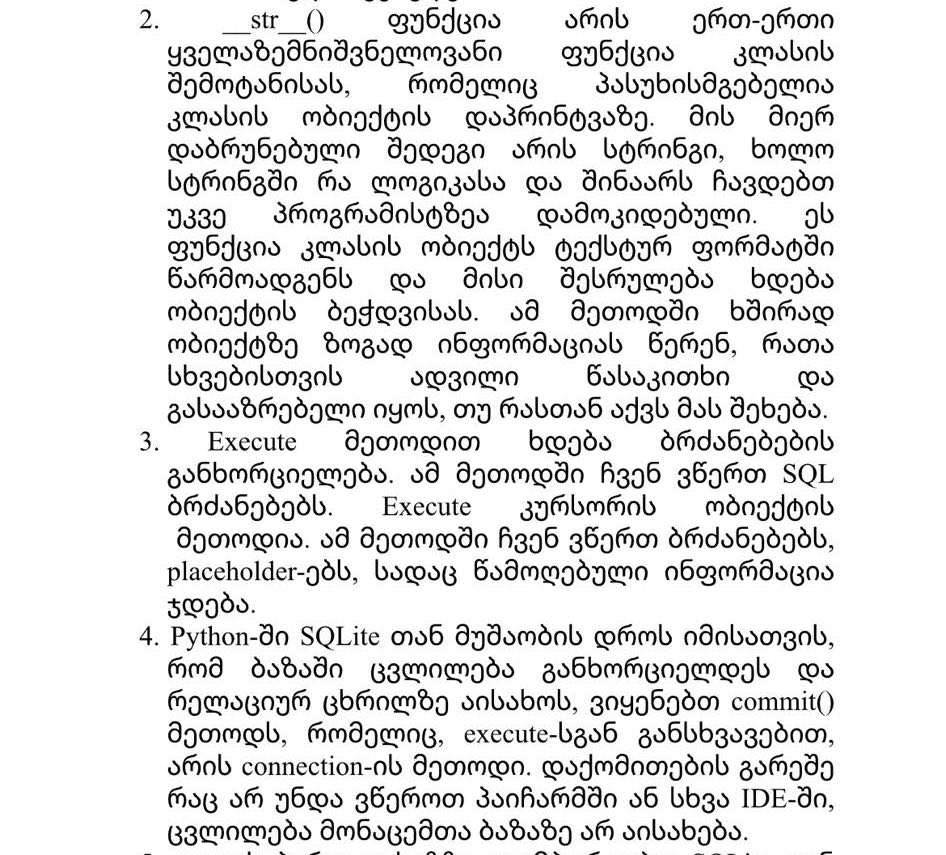 2. __str__() ფუნქცია არის ერთ-ერთი
ყველაზემნიშვნელოვანი ფუნქცია კლასის
შემოტანისას, რომელიც პასუხისმგებელია
კლასის ობიექტის დაპრინტვაზე. მის მიერ
დაბრუნებული შედეგი არის სტრინგი, ხოლო
სტრინგში რა ლოგიკასა და შინაარს ჩავდებთ
უკვე პროგრამისტზეა დამოკიდებული. ეს
ფუნქცია კლასის ობიექტს ტექსტურ ფორმატში
წარმოადგენს და მისი შესრულება ხდება
ობიექტის ბეჭდვისას. ამ მეთოდში ხშირად
ობიექტზე ზოგად ინფორმაციას წერენ, რათა
სხვებისთვის ადვილი წასაკითხი და
გასააზრებელი იყოს, თუ რასთან აქვს მას შეხება.
3. Execute მეთოდით ხდება ბრძანებების
განხორციელება. ამ მეთოდში ჩვენ ვწერთ SQL
ბრძანებებს. Execute კურსორის ობიექტის
მეთოდია. ამ მეთოდში ჩვენ ვწერთ ბრძანებებს,
placeholder-ებს, სადაც წამოღებული ინფორმაცია
ჯდება.
4. Python-ში SQLite თან მუშაობის დროს იმისათვის,
რომ ბაზაში ცვლილება განხორციელდეს და
რელაციურ ცხრილზე აისახოს, ვიყენებთ commit()
მეთოდს, რომელიც, execute-სგან განსხვავებით,
არის connection-ის მეთოდი. დაქომითების გარეშე
რაც არ უნდა ვწეროთ პაიჩარმში ან სხვა IDE-ში,
ცვლილება მონაცემთა ბაზაზე არ აისახება.